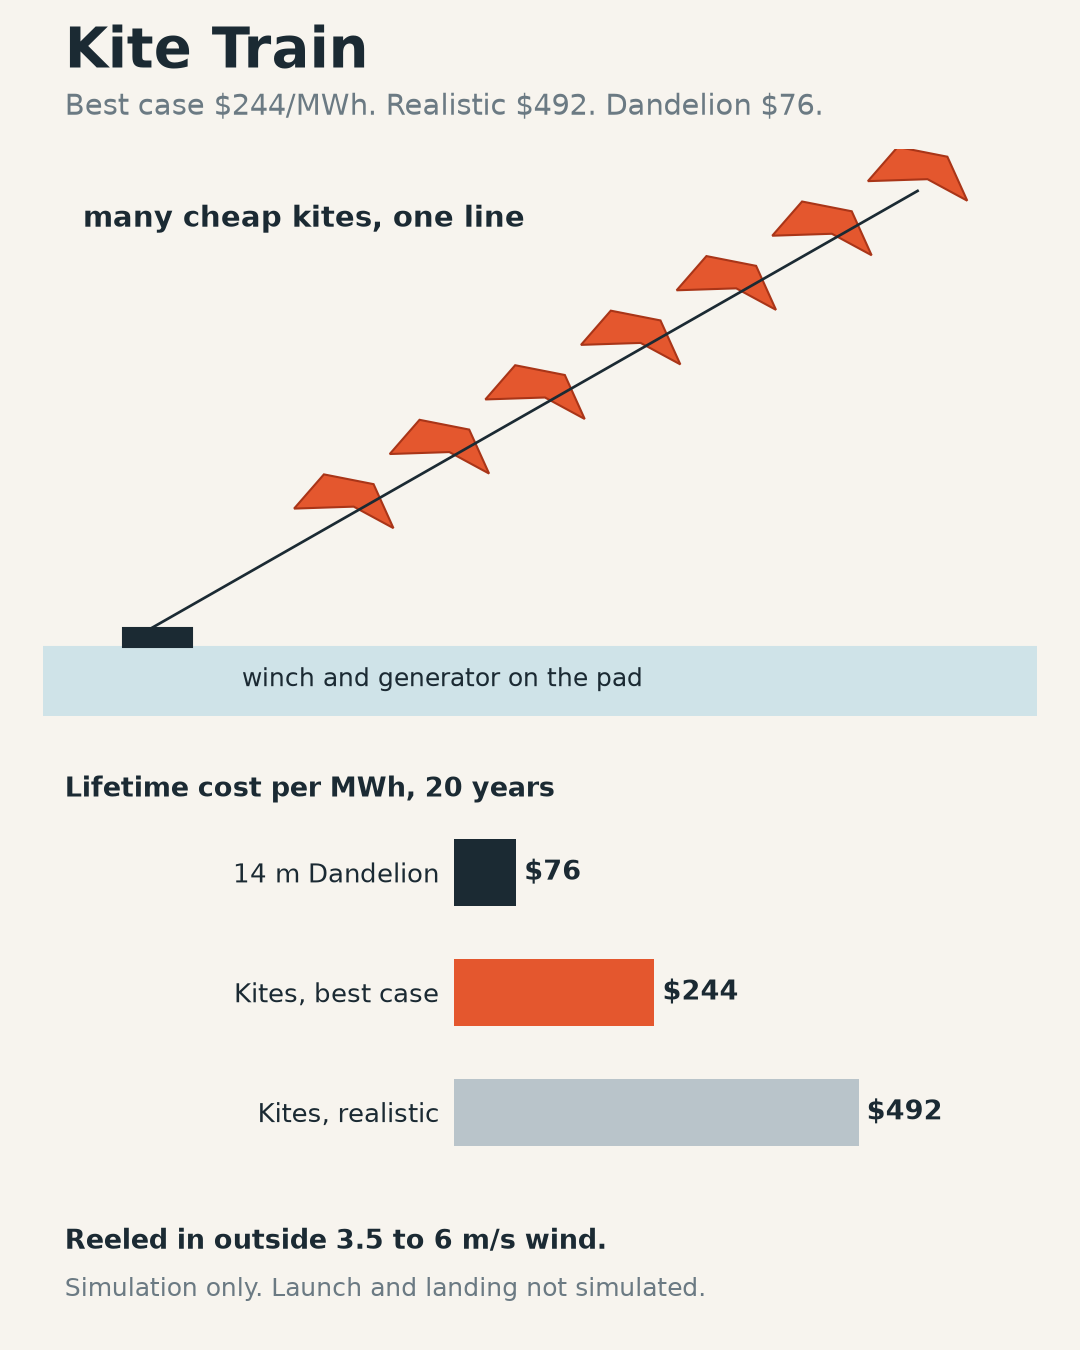 Kite Train
Best case $244/MWh. Realistic $492. Dandelion $76.
many cheap kites, one line
winch and generator on the pad
Lifetime cost per MWh, 20 years
14 m Dandelion $76
Kites, best case $244
Kites, realistic $492
Reeled in outside 3.5 to 6 m/s wind.
Simulation only. Launch and landing not simulated.